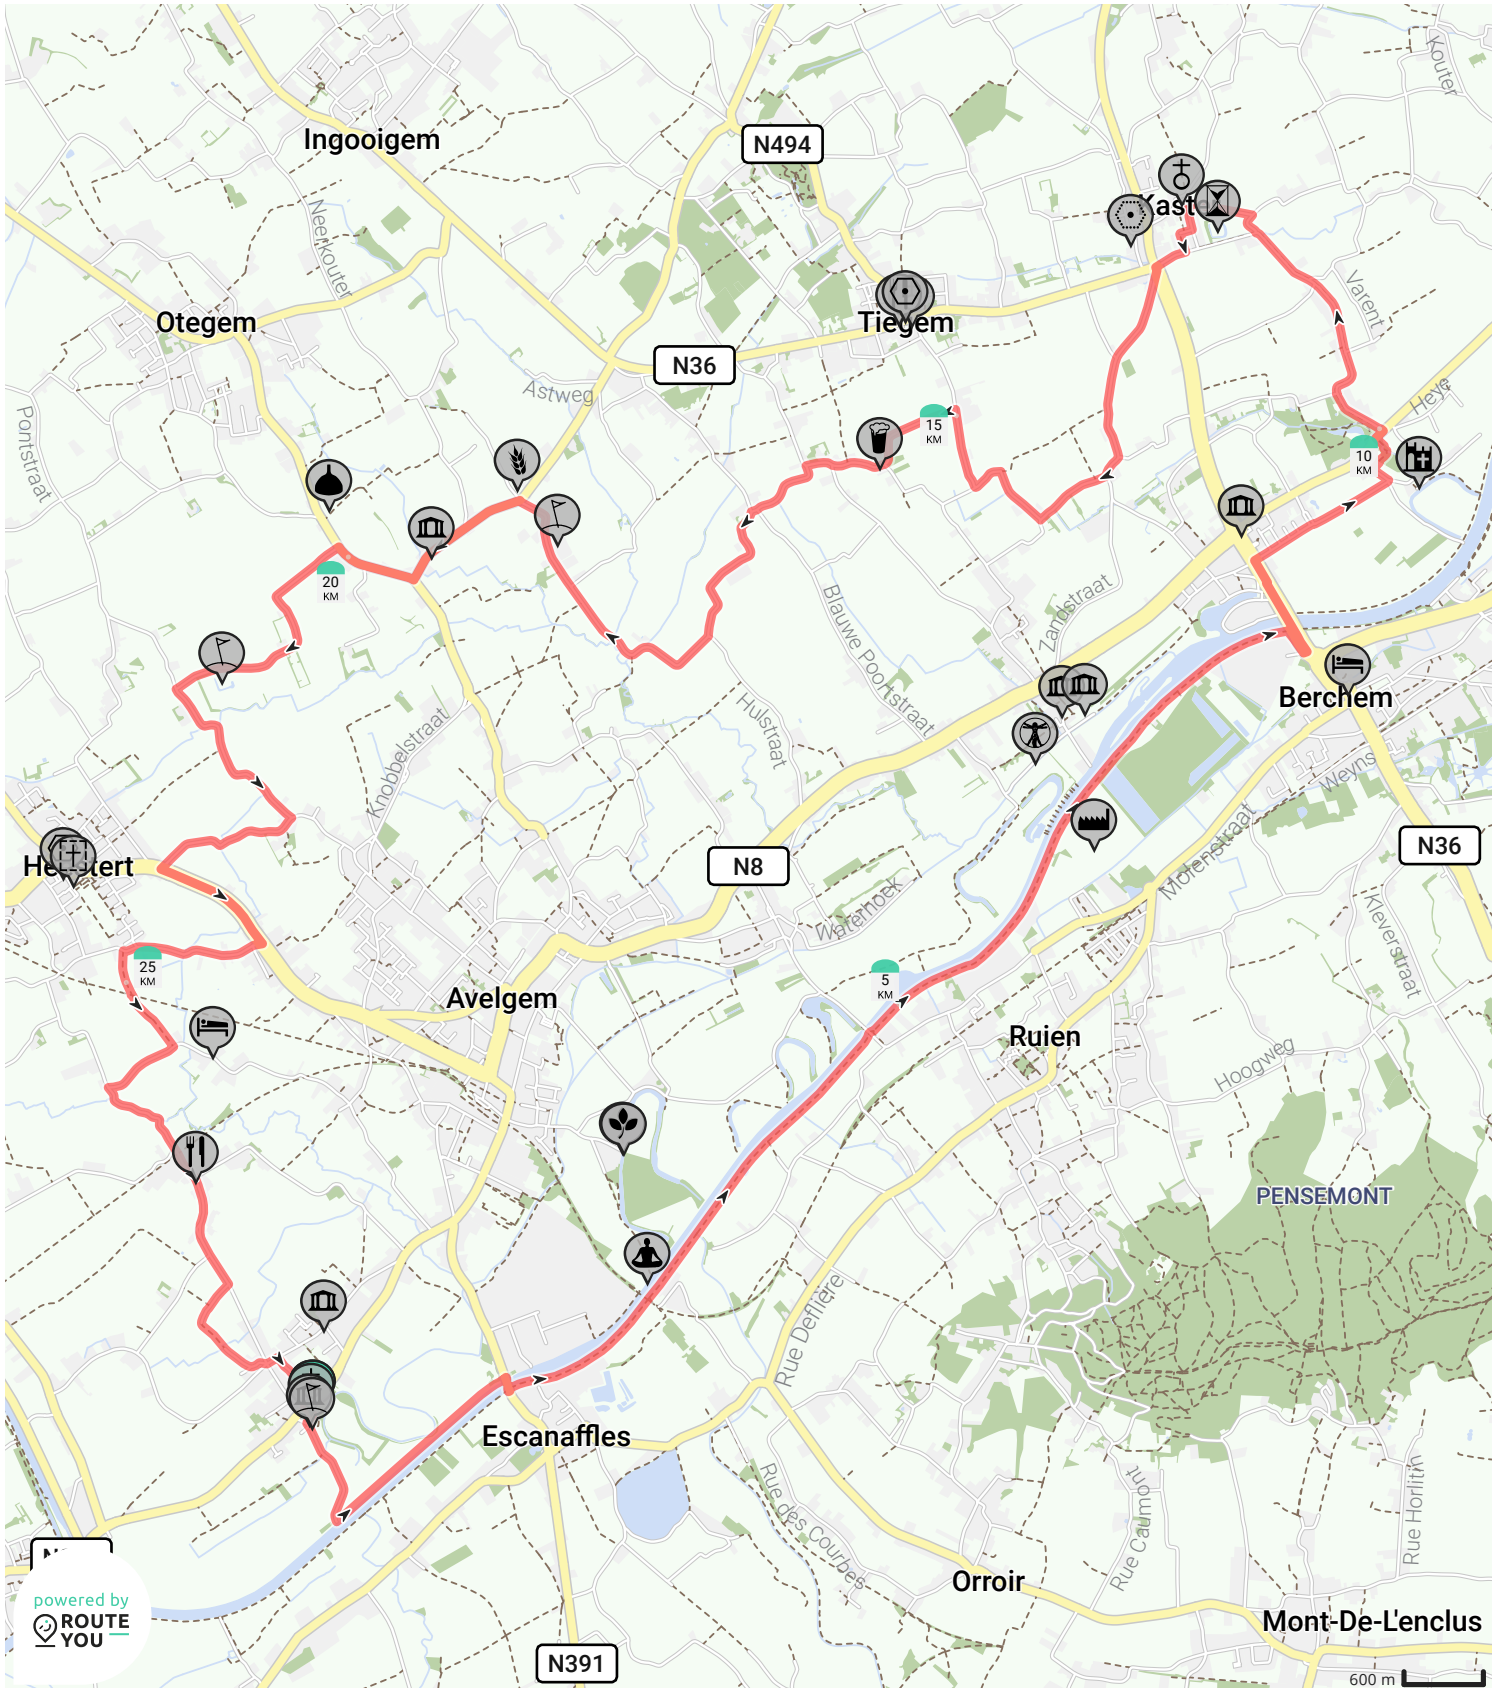 Kouter
Ingooigem
N494
Kast
Neerkouter
Varent
Otegem
Tiegem
N36
Astweg
Heye
Pontstraat
15
KM
10
KM
20
KM
Zandstraat
Blauwe Poortstraat
Hulstraat
Berchem
Knobbelstraat
Weyns
N36
Molenstraat
N8
Waterhoek
Kleverstraat
25
KM
5
KM
Avelgem
Ruien
Hoogweg
PENSEMONT
Rue Deflière
Escanaffles
Rue des Courbes
Rue Caumont
Rue Horlitin
Orroir
powered by
ROUTE
YOU
Mont-De-L'enclus
N391
600 m